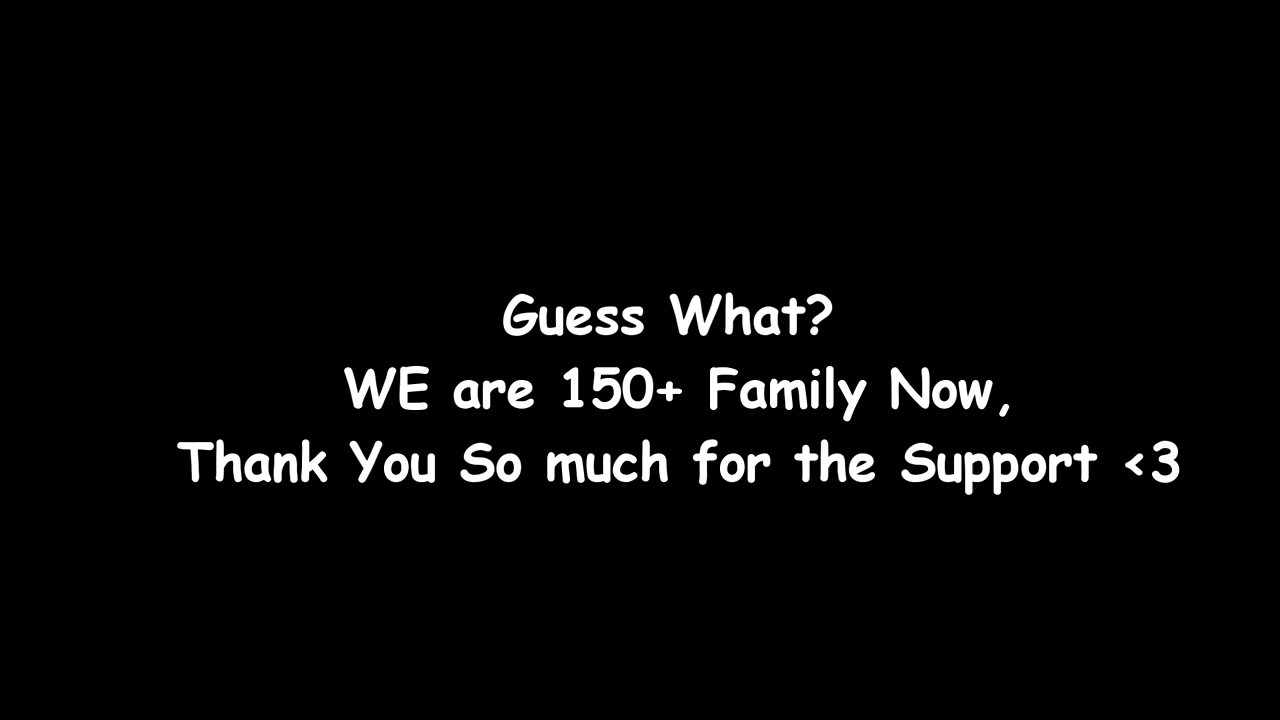 Guess What?
WE are 150+ Family Now,
Thank You So much for the Support <3